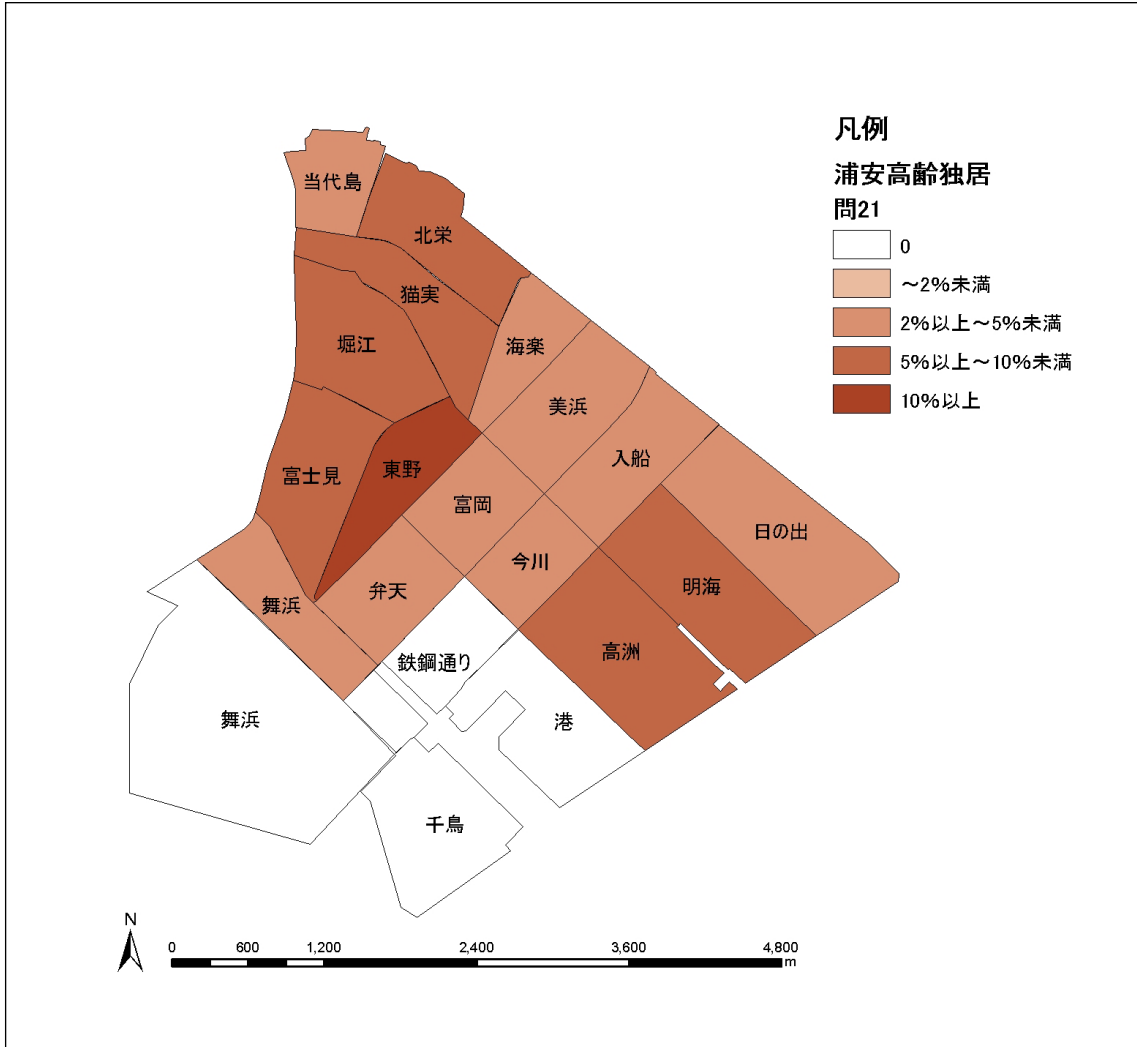 凡例
浦安高齢独居
問21
0
～2%未満
2%以上～5%未満
5%以上～10%未満
10%以上
当代島
北栄
猫実
堀江
海楽
美浜
入船
東野
富士見
富岡
日の出
今川
明海
弁天
舞浜
高洲
鉄鋼通り
舞浜
港
千鳥
N
0 600 1,200 2,400 3,600 4,800
m